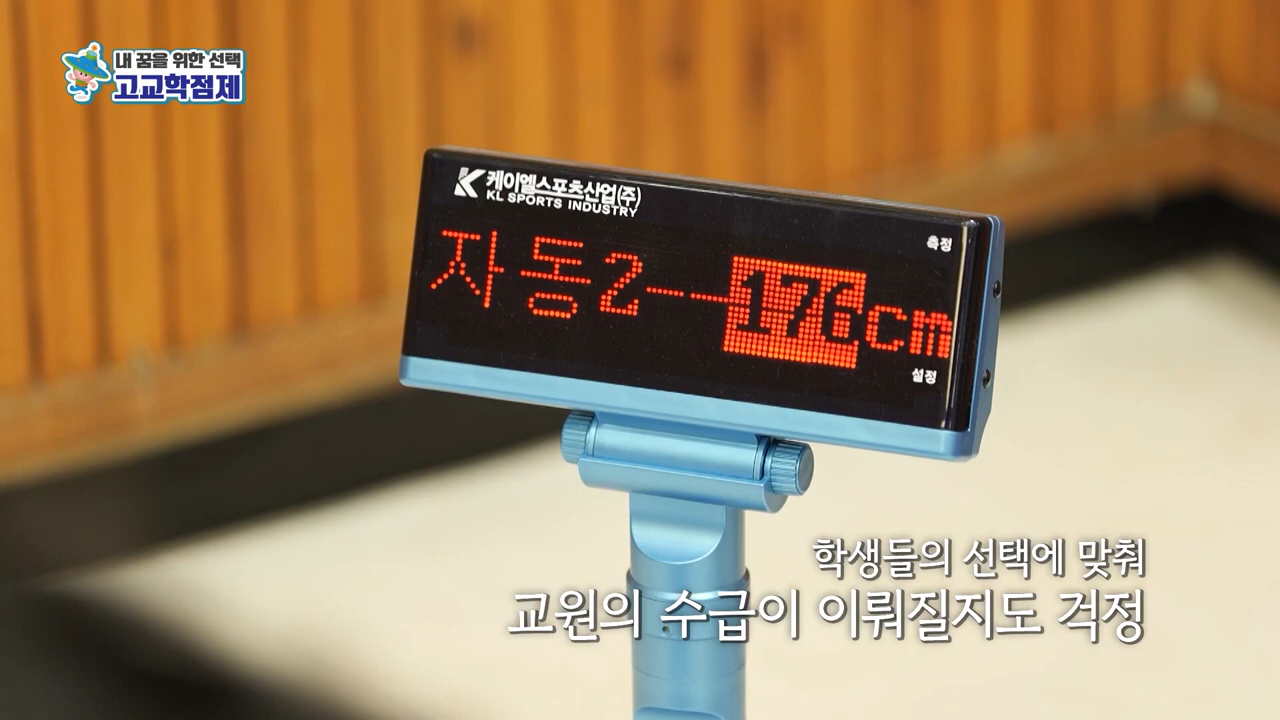 내 꿈을 위한 선택
고교학점제
케이엘스포츠산업(주)
KL SPORTS INDUSTRY
측정
자동2--176cm
설정
학생들의 선택에 맞춰
교원의 수급이 이뤄질지도 걱정